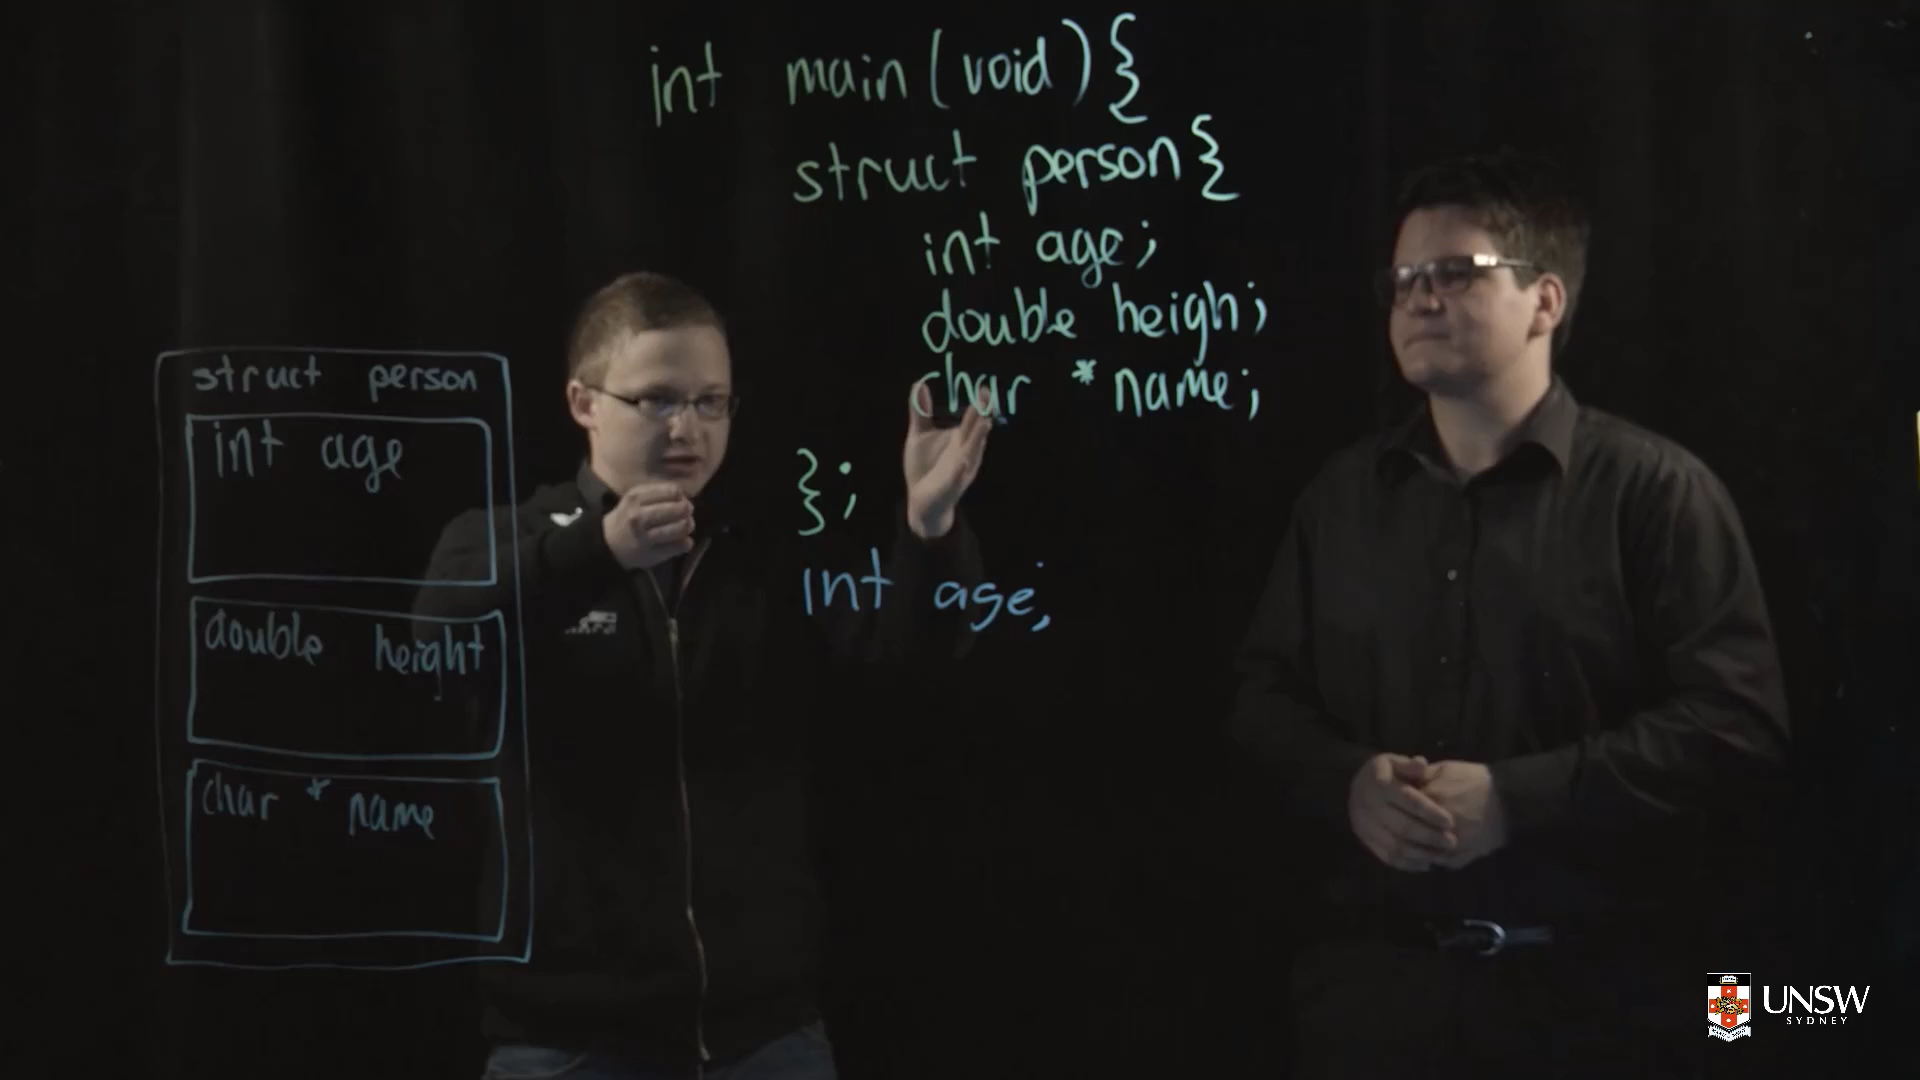 int main (void) {
struct person {
int age;
double heigh;
char * name;
};
int age;
struct person
int age
double height
char * name
UNSW
SYDNEY